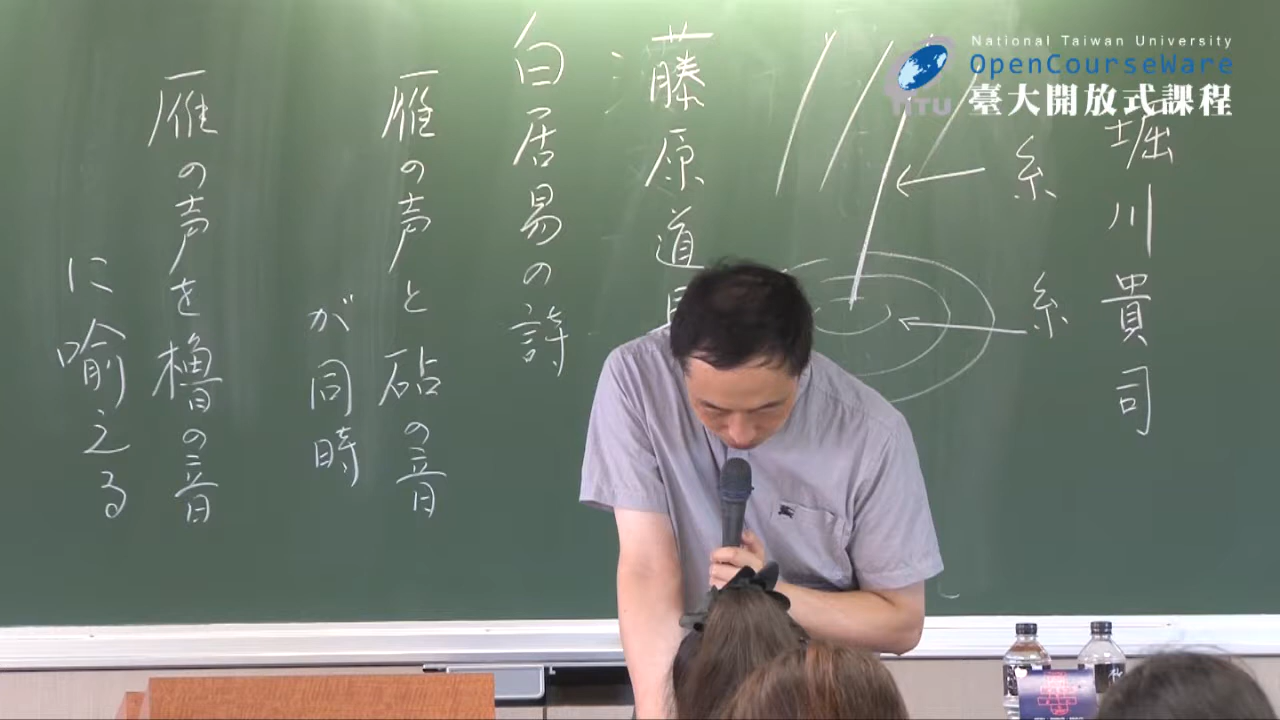 National Taiwan University
OpenCourseWare
臺大開放式課程
堀川貴司
糸
糸
藤原道
白居易の詩
雁の声と砧の音
が同時
雁の声を櫓の音
に喩える